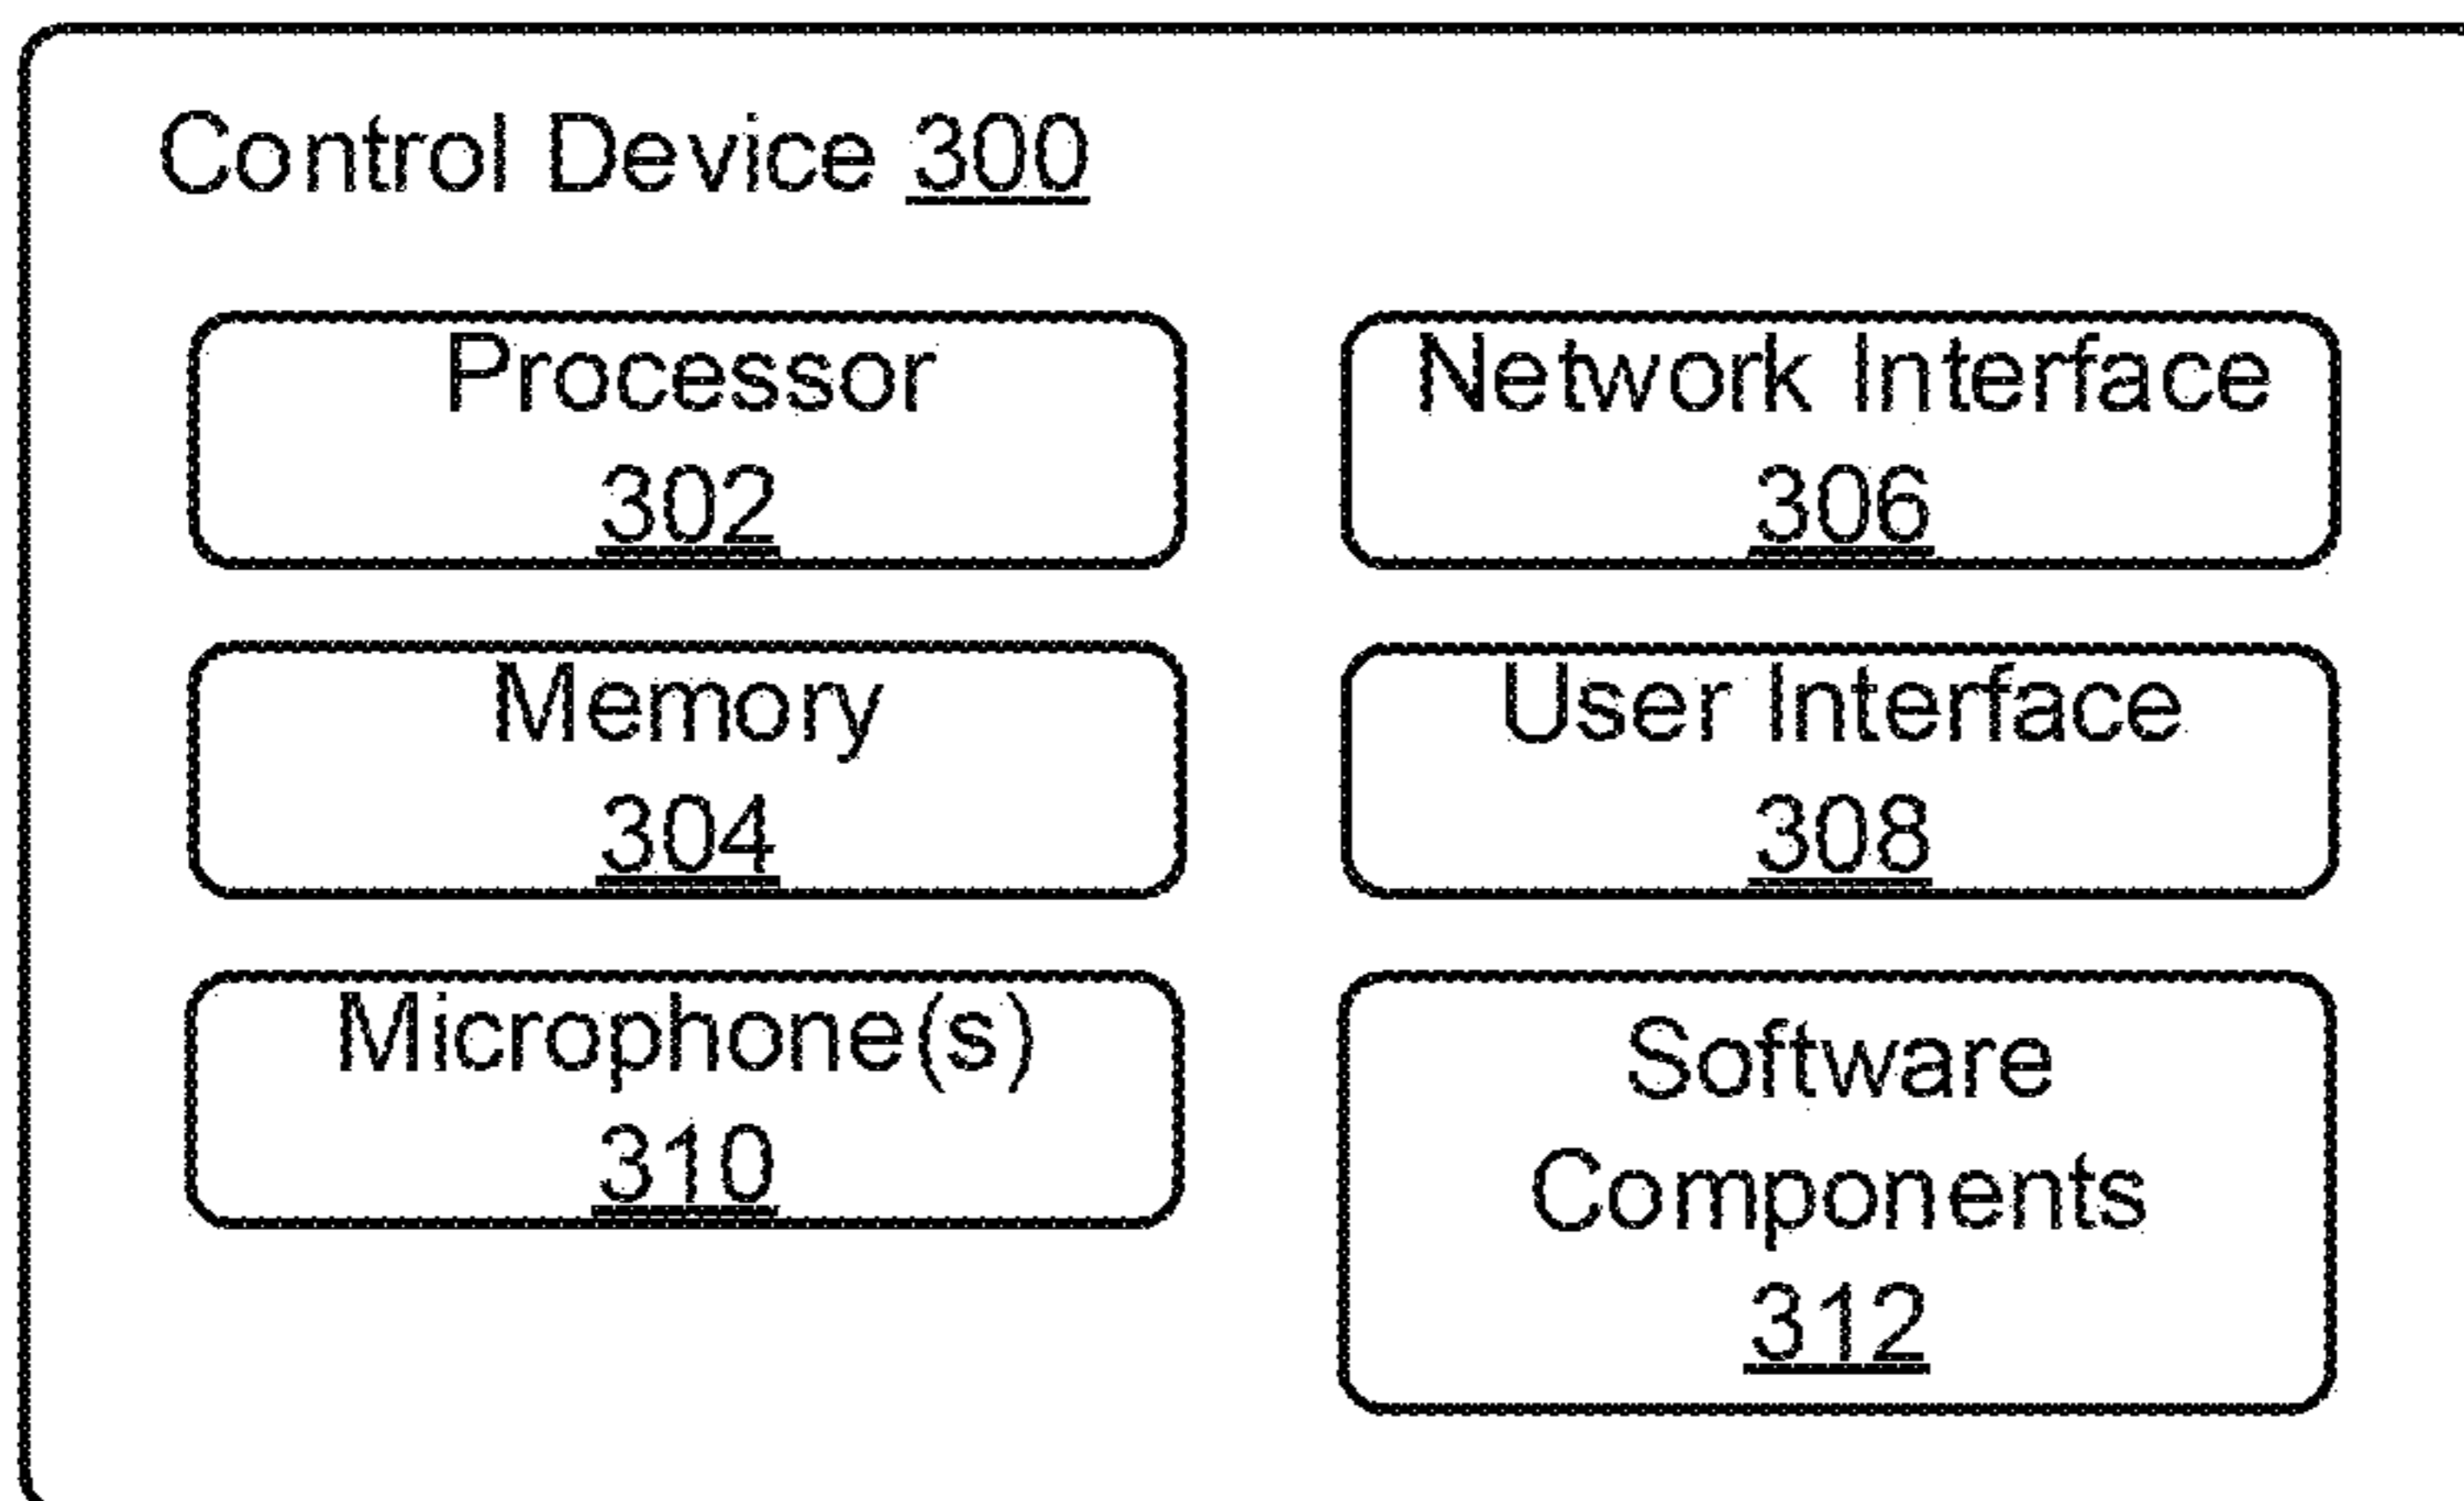 Control Device 300
Processor
302
Network Interface
306
Memory
304
User Interface
308
Microphone(s)
310
Software
Components
312